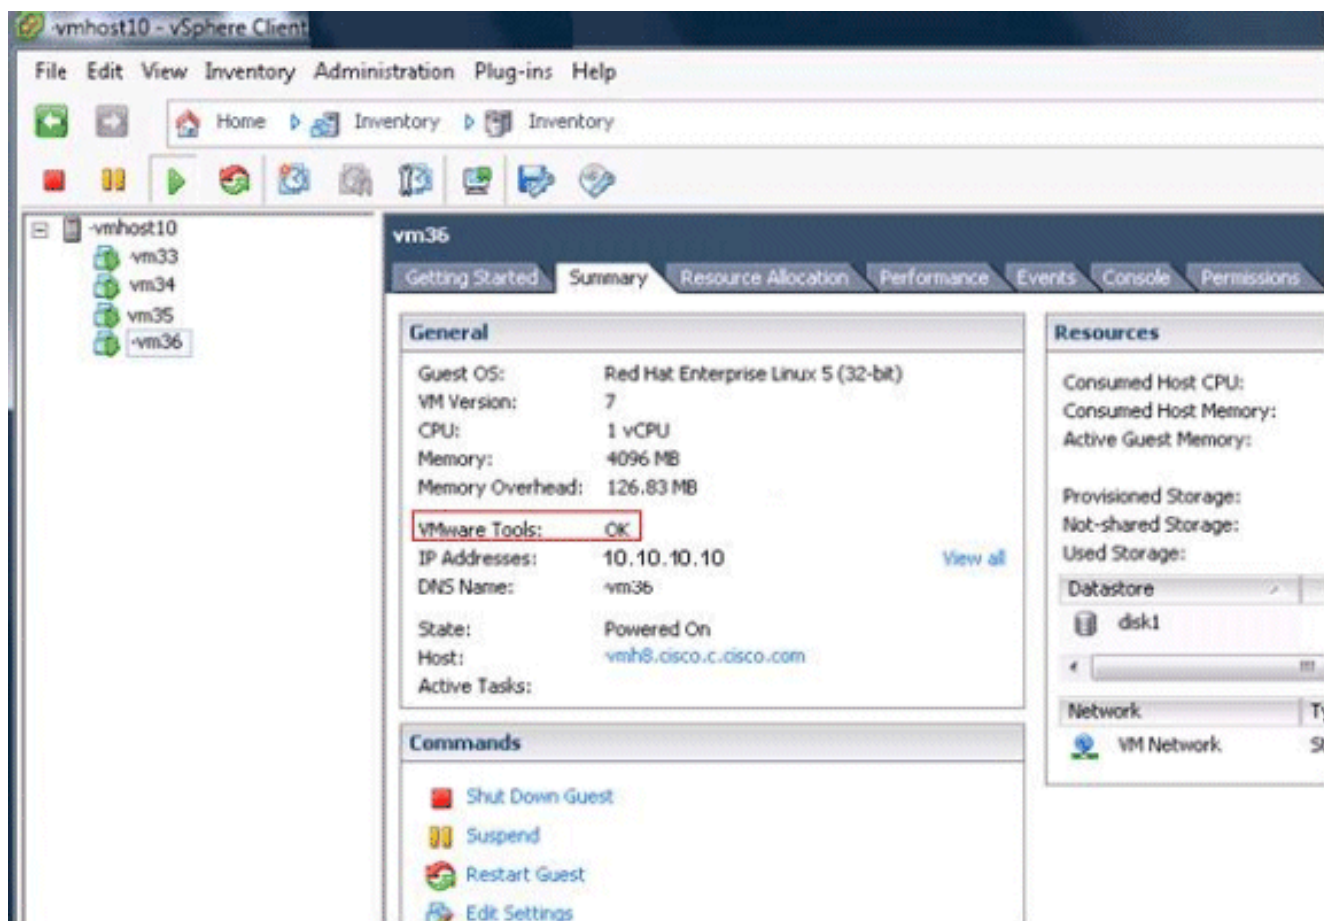 -vmhost10 - vSphere Client
File Edit View Inventory Administration Plug-ins Help
Home Inventory Inventory
-vmhost10
-vm33
vm34
vm35
-vm36
vm36
Getting Started Summary Resource Allocation Performance Events Console Permissions
General
Guest OS: Red Hat Enterprise Linux 5 (32-bit)
VM Version: 7
CPU: 1 vCPU
Memory: 4096 MB
Memory Overhead: 126.83 MB
VMware Tools: OK
IP Addresses: 10.10.10.10 View all
DNS Name: -vm36
State: Powered On
Host: vmh8.cisco.c.cisco.com
Active Tasks:
Commands
Shut Down Guest
Suspend
Restart Guest
Edit Settings
Resources
Consumed Host CPU:
Consumed Host Memory:
Active Guest Memory:
Provisioned Storage:
Not-shared Storage:
Used Storage:
Datastore
disk1
Network
VM Network